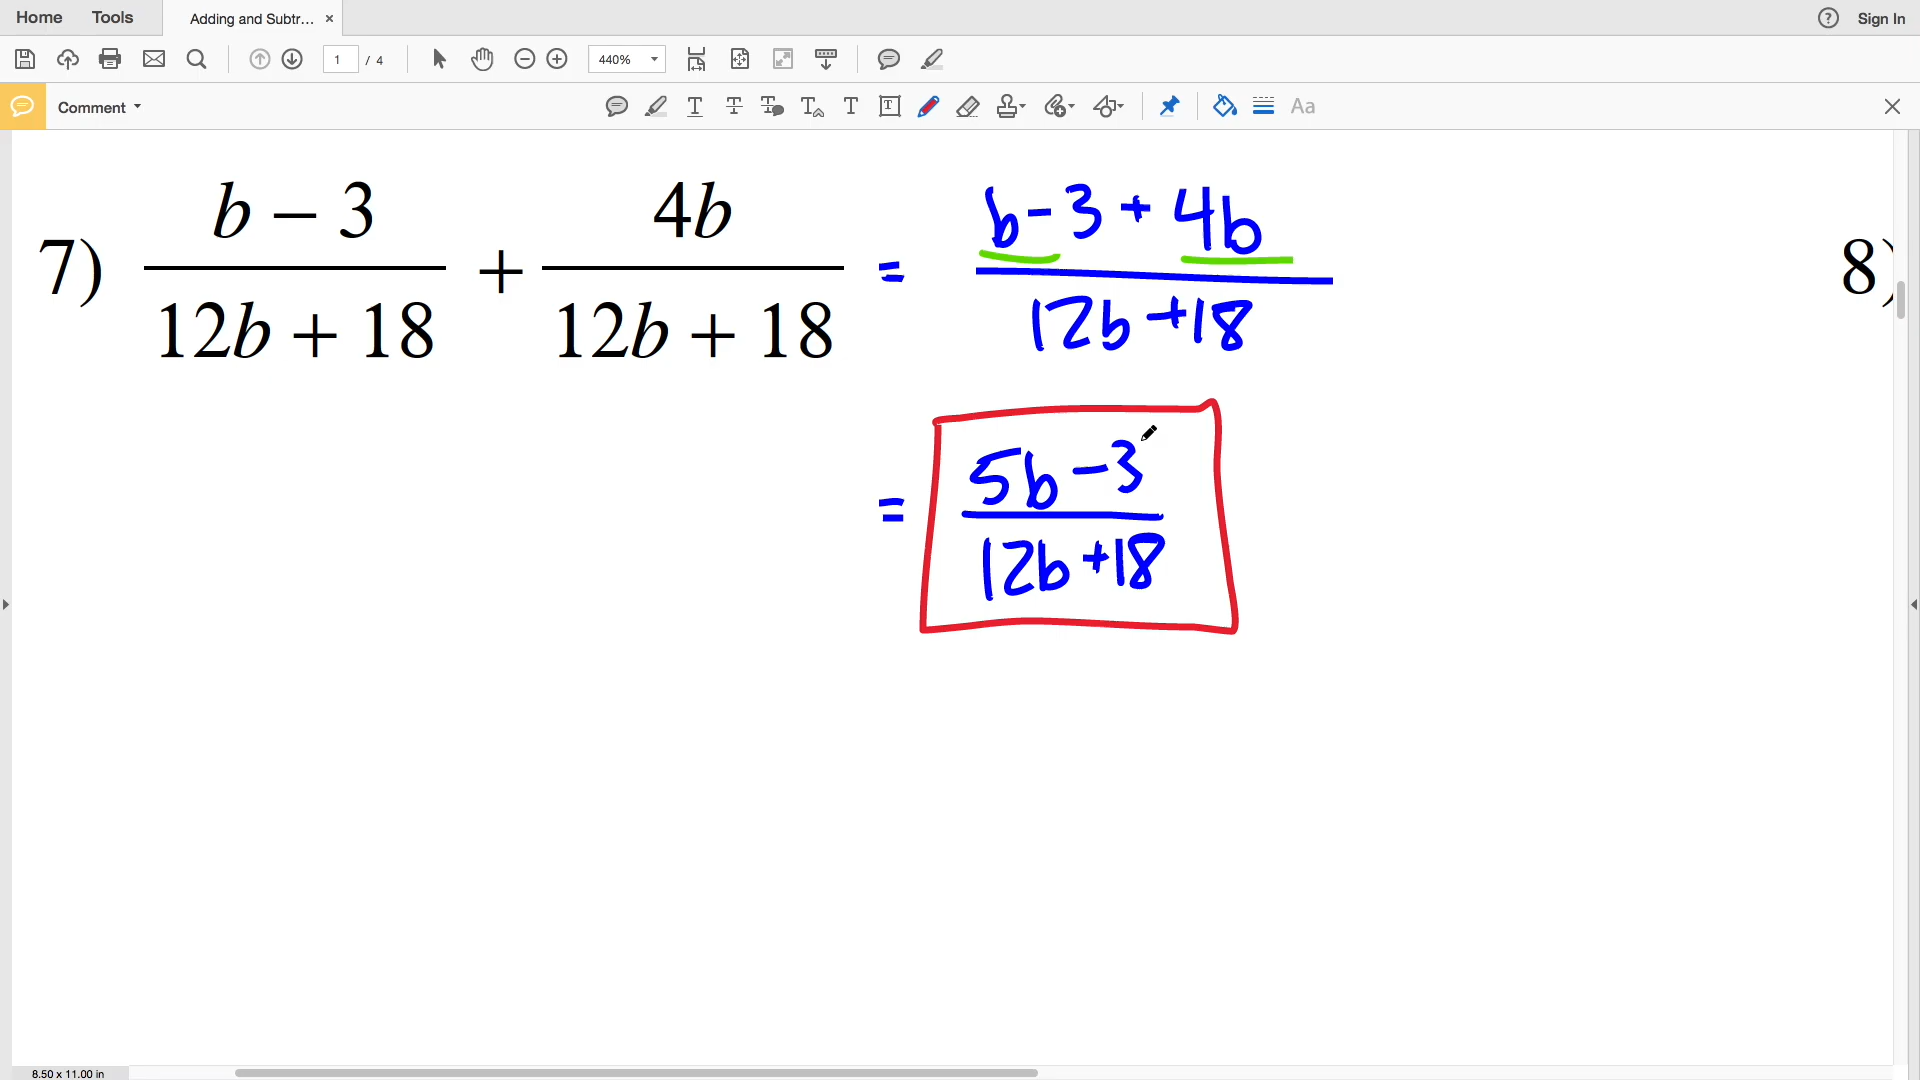 Home Tools Adding and Subtr... × ? Sign In
1 / 4 440%
Comment Aa
7) b − 3 / 12b + 18 + 4b / 12b + 18 = b - 3 + 4b / 12b + 18 8)
= 5b - 3 / 12b + 18
8.50 x 11.00 in